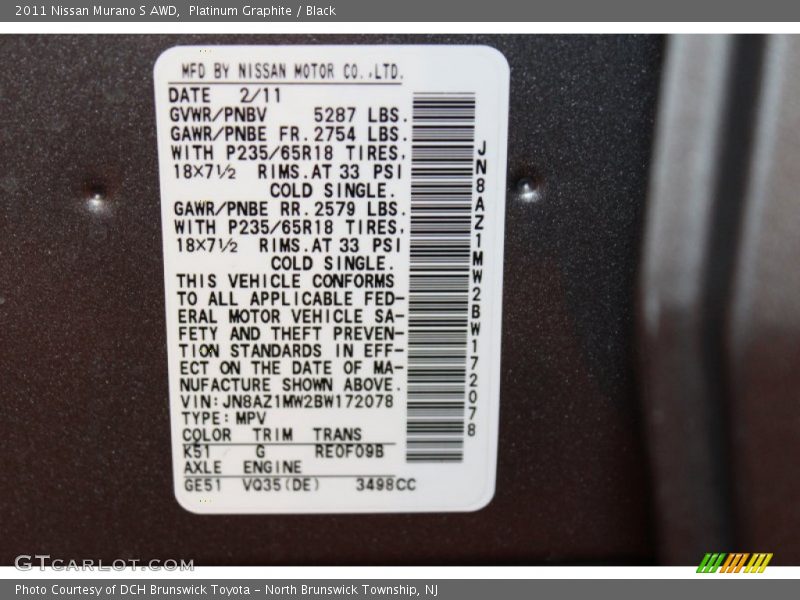 2011 Nissan Murano S AWD, Platinum Graphite / Black
MFD BY NISSAN MOTOR CO.,LTD.
DATE 2/11
GVWR/PNBV 5287 LBS.
GAWR/PNBE FR. 2754 LBS.
WITH P235/65R18 TIRES,
18×7½ RIMS. AT 33 PSI
COLD SINGLE.
GAWR/PNBE RR. 2579 LBS.
WITH P235/65R18 TIRES,
18×7½ RIMS. AT 33 PSI
COLD SINGLE.
THIS VEHICLE CONFORMS
TO ALL APPLICABLE FED-
ERAL MOTOR VEHICLE SA-
FETY AND THEFT PREVEN-
TION STANDARDS IN EFF-
ECT ON THE DATE OF MA-
NUFACTURE SHOWN ABOVE.
VIN: JN8AZ1MW2BW172078
TYPE: MPV
COLOR TRIM TRANS
K51 G RE0F09B
AXLE ENGINE
GE51 VQ35(DE) 3498CC
JN8AZ1MW2BW172078
GTCARLOT.COM
Photo Courtesy of DCH Brunswick Toyota - North Brunswick Township, NJ